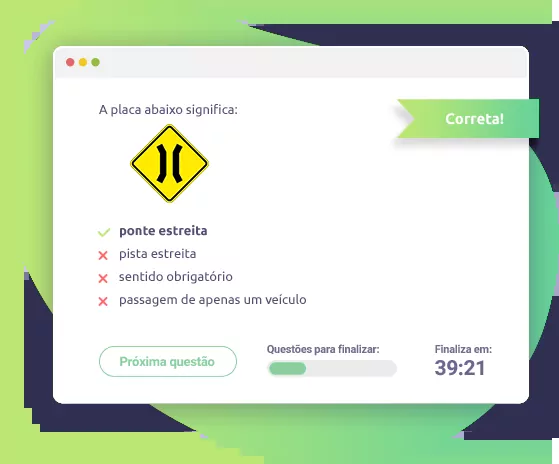 A placa abaixo significa:
Correta!
ponte estreita
pista estreita
sentido obrigatório
passagem de apenas um veículo
Próxima questão
Questões para finalizar:
Finaliza em:
39:21